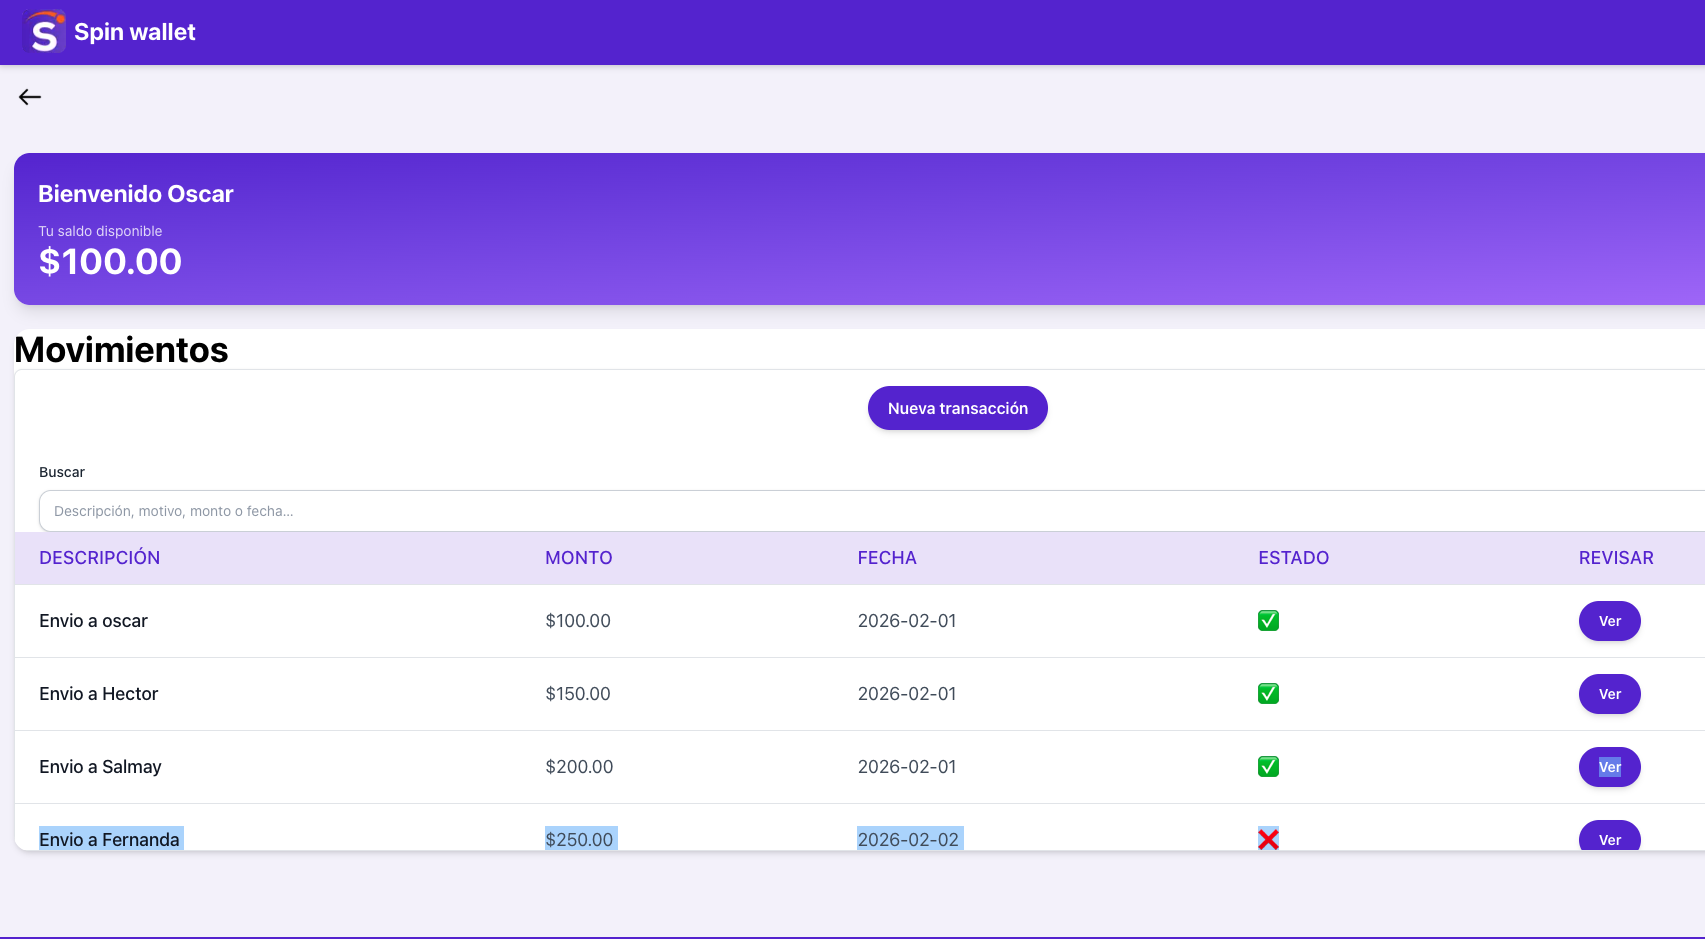 S Spin wallet
Bienvenido Oscar
Tu saldo disponible
$100.00
Movimientos
Nueva transacción
Buscar
Descripción, motivo, monto o fecha...
DESCRIPCIÓN MONTO FECHA ESTADO REVISAR
Envio a oscar $100.00 2026-02-01 ✅ Ver
Envio a Hector $150.00 2026-02-01 ✅ Ver
Envio a Salmay $200.00 2026-02-01 ✅ Ver
Envio a Fernanda $250.00 2026-02-02 ❌ Ver